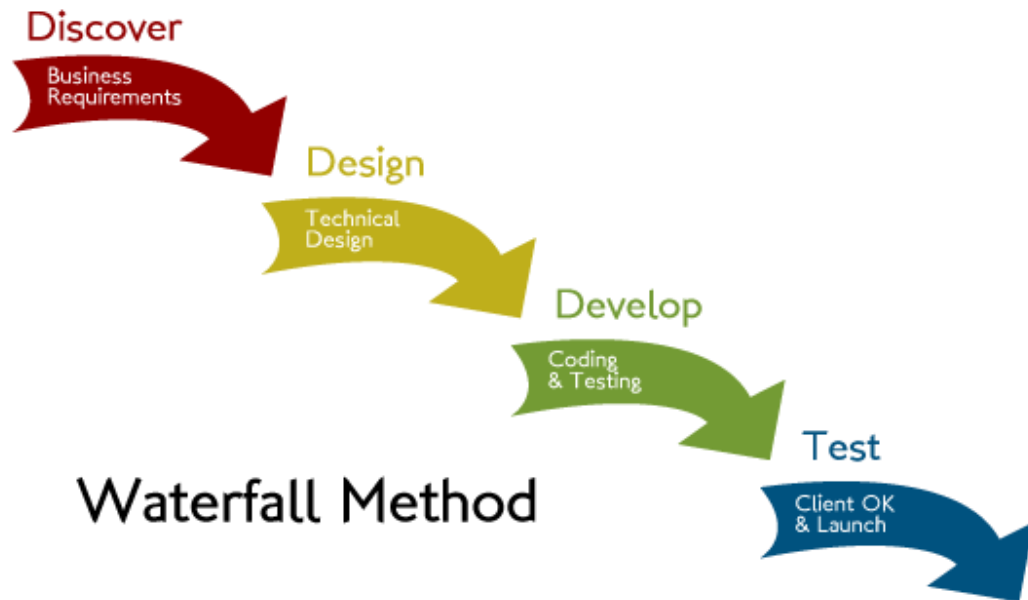 Discover
Business
Requirements
Design
Technical
Design
Develop
Coding
& Testing
Test
Client OK
& Launch
Waterfall Method